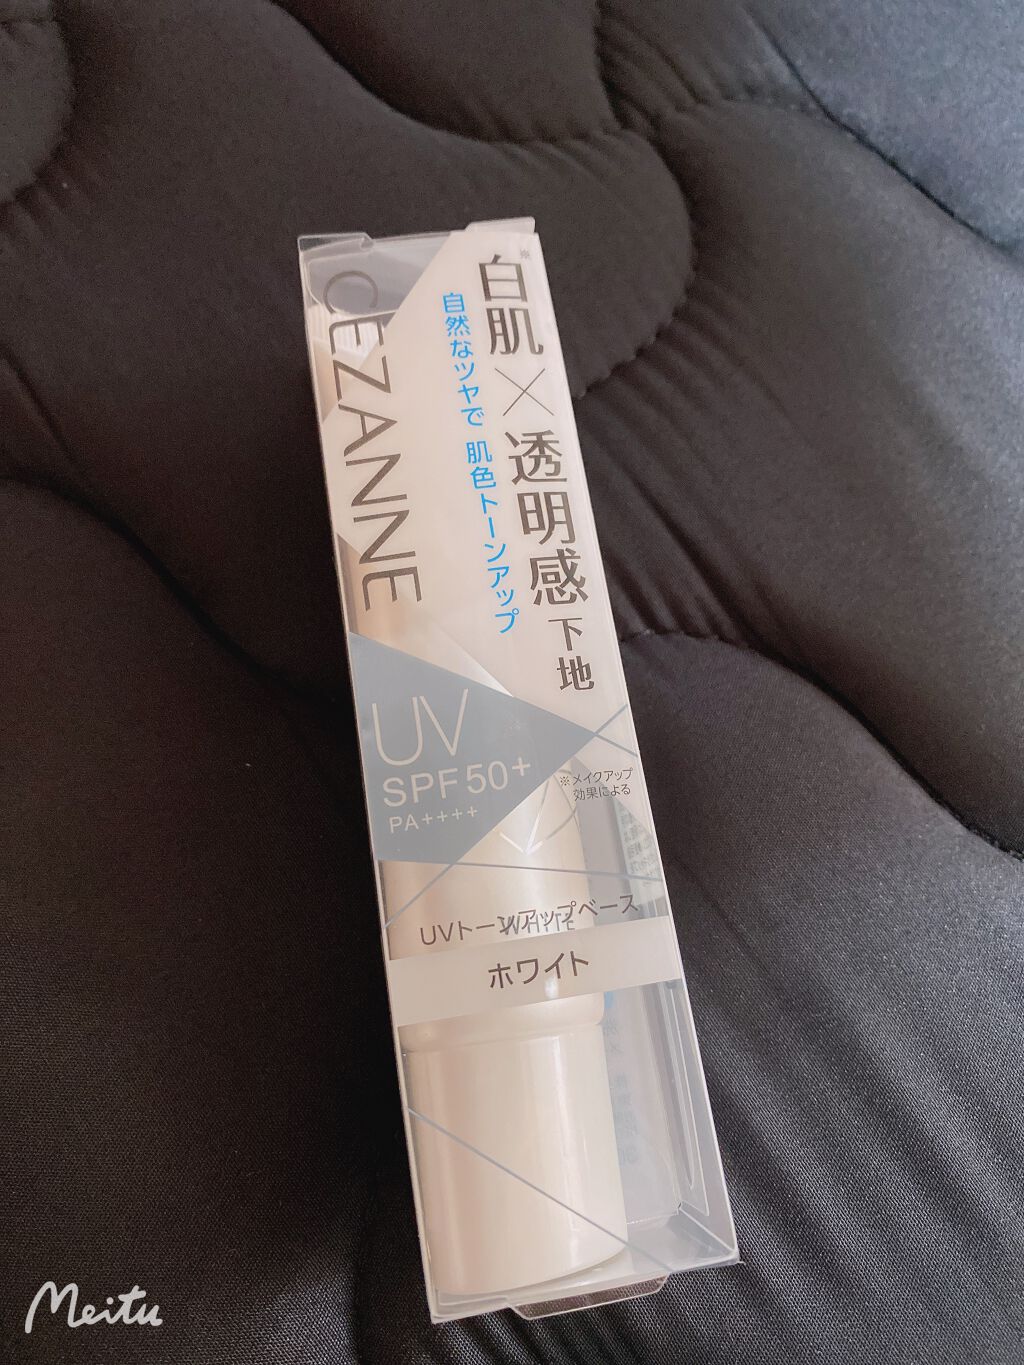 ※
白肌×透明感下地
自然なツヤで 肌色トーンアップ
CEZANNE
UV
SPF50+
PA++++
※メイクアップ
効果による
UVトーンアップベース
WHITE
ホワイト
Meitu